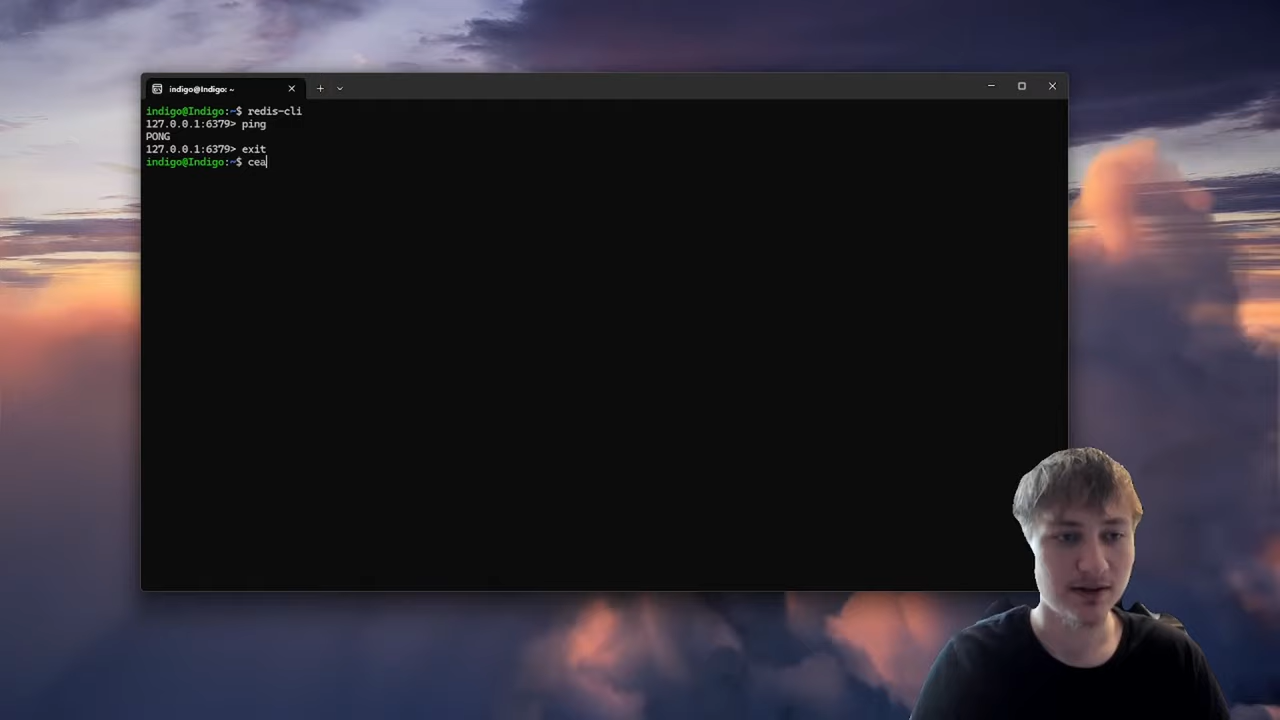 indigo@Indigo: ~
indigo@Indigo:~$ redis-cli
127.0.0.1:6379> ping
PONG
127.0.0.1:6379> exit
indigo@Indigo:~$ cea